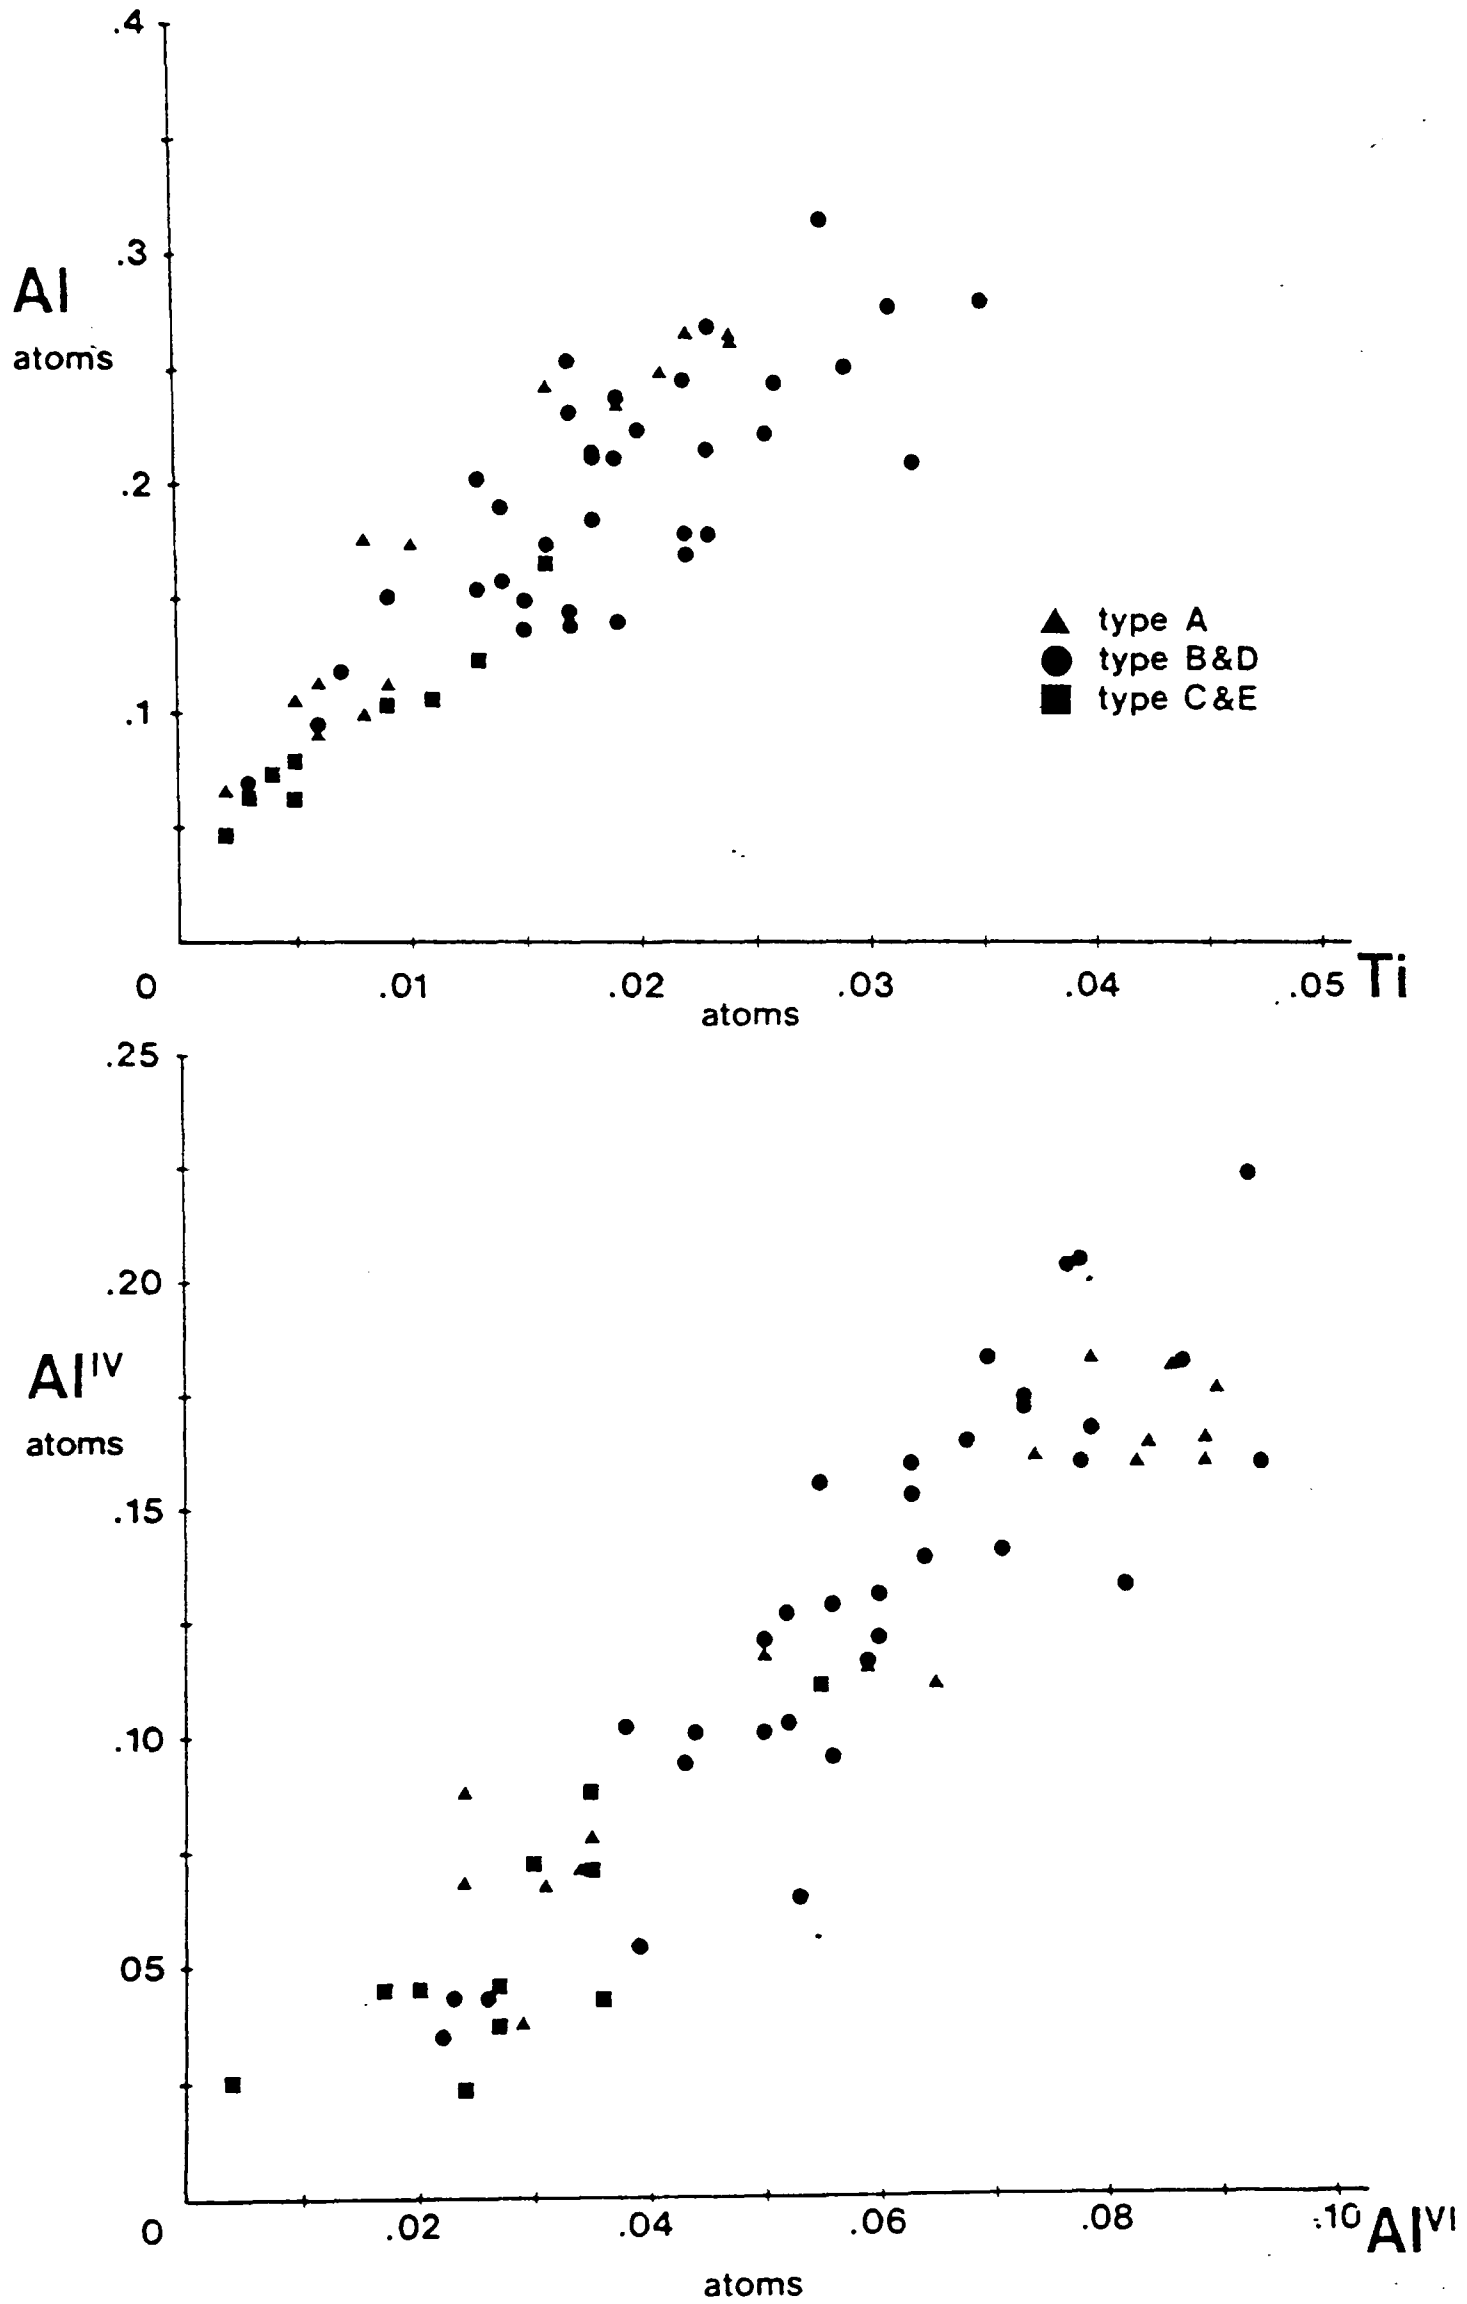 .4
.3
Al
atoms
.2
type A
type B&D
.1
type C&E
0 .01 .02 .03 .04 .05 Ti
atoms
.25
.20
Al^IV
atoms
.15
.10
05
0 .02 .04 .06 .08 .10 Al^VI
atoms